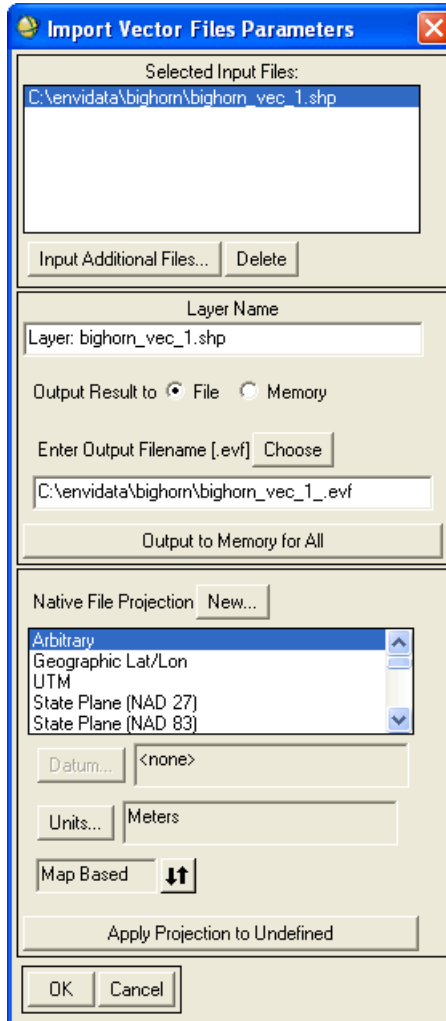 Import Vector Files Parameters
Selected Input Files:
C:\envidata\bighorn\bighorn_vec_1.shp
Input Additional Files... Delete
Layer Name
Layer: bighorn_vec_1.shp
Output Result to File Memory
Enter Output Filename [.evf] Choose
C:\envidata\bighorn\bighorn_vec_1_.evf
Output to Memory for All
Native File Projection New...
Arbitrary
Geographic Lat/Lon
UTM
State Plane (NAD 27)
State Plane (NAD 83)
Datum... <none>
Units... Meters
Map Based
Apply Projection to Undefined
OK Cancel